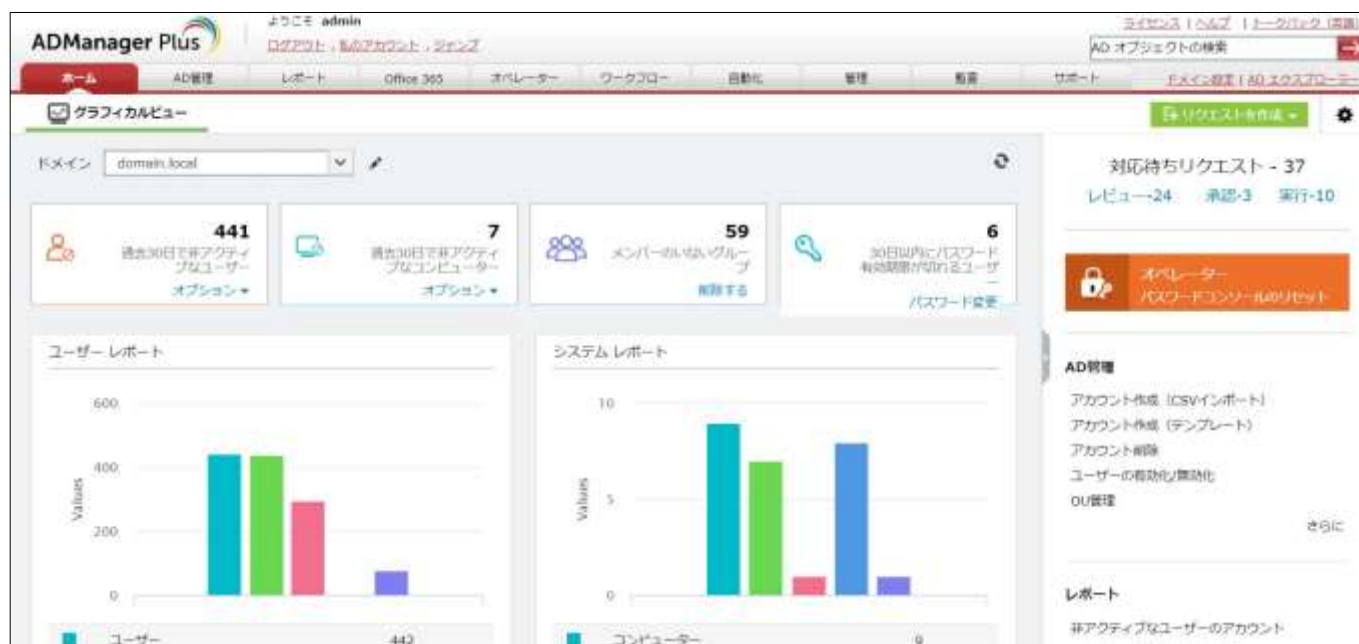 ADManager Plus
ようこそ admin
ログアウト | 私のアカウント | ジャンプ
ライセンス | ヘルプ | トークバック (英語)
AD オブジェクトの検索
ホーム AD管理 レポート Office 365 オペレーター ワークフロー 自動化 管理 監査 サポート
ドメイン設定 | AD エクスプローラー
グラフィカルビュー
リクエストを作成
ドメイン domain.local
441
過去30日で非アクティ
ブなユーザー
オプション
7
過去30日で非アクティ
ブなコンピューター
オプション
59
メンバーのいないグルー
プ
削除する
6
30日以内にパスワード
有効期限が切れるユーザ
ー
パスワード変更
対応待ちリクエスト - 37
レビュー-24 承認-3 実行-10
オペレーター
パスワードコンソールのリセット
ユーザー レポート
600
400
200
0
Values
ユーザー 442
システム レポート
10
5
0
Values
コンピューター 9
AD管理
アカウント作成 (CSVインポート)
アカウント作成 (テンプレート)
アカウント削除
ユーザーの有効化/無効化
OU管理
さらに
レポート
非アクティブなユーザーのアカウント